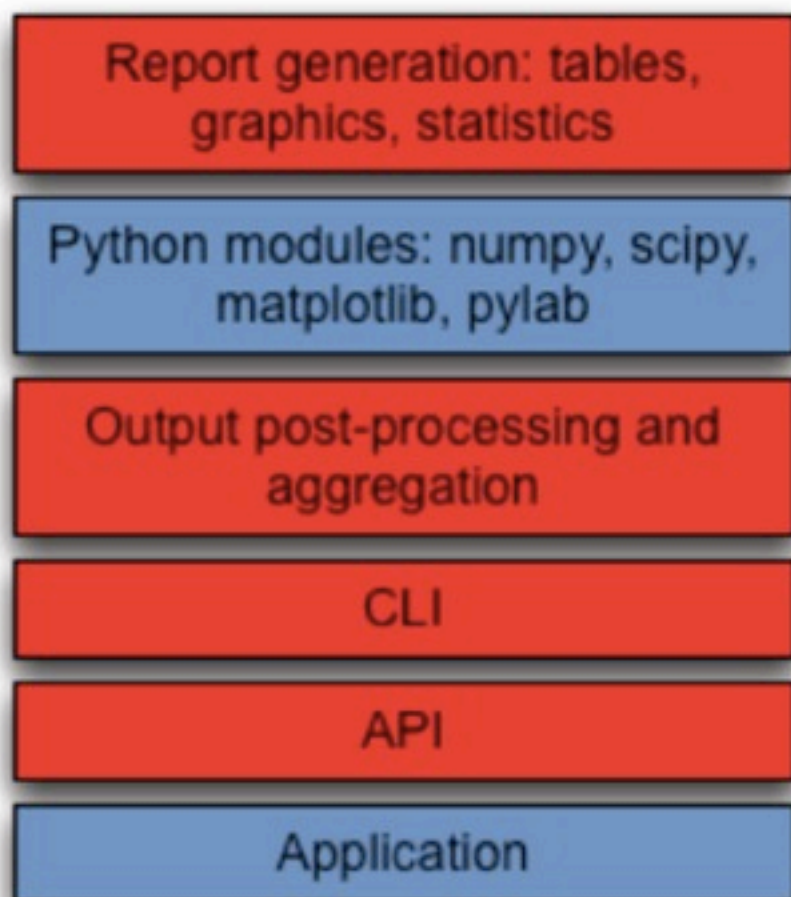 Report generation: tables,
graphics, statistics
Python modules: numpy, scipy,
matplotlib, pylab
Output post-processing and
aggregation
CLI
API
Application